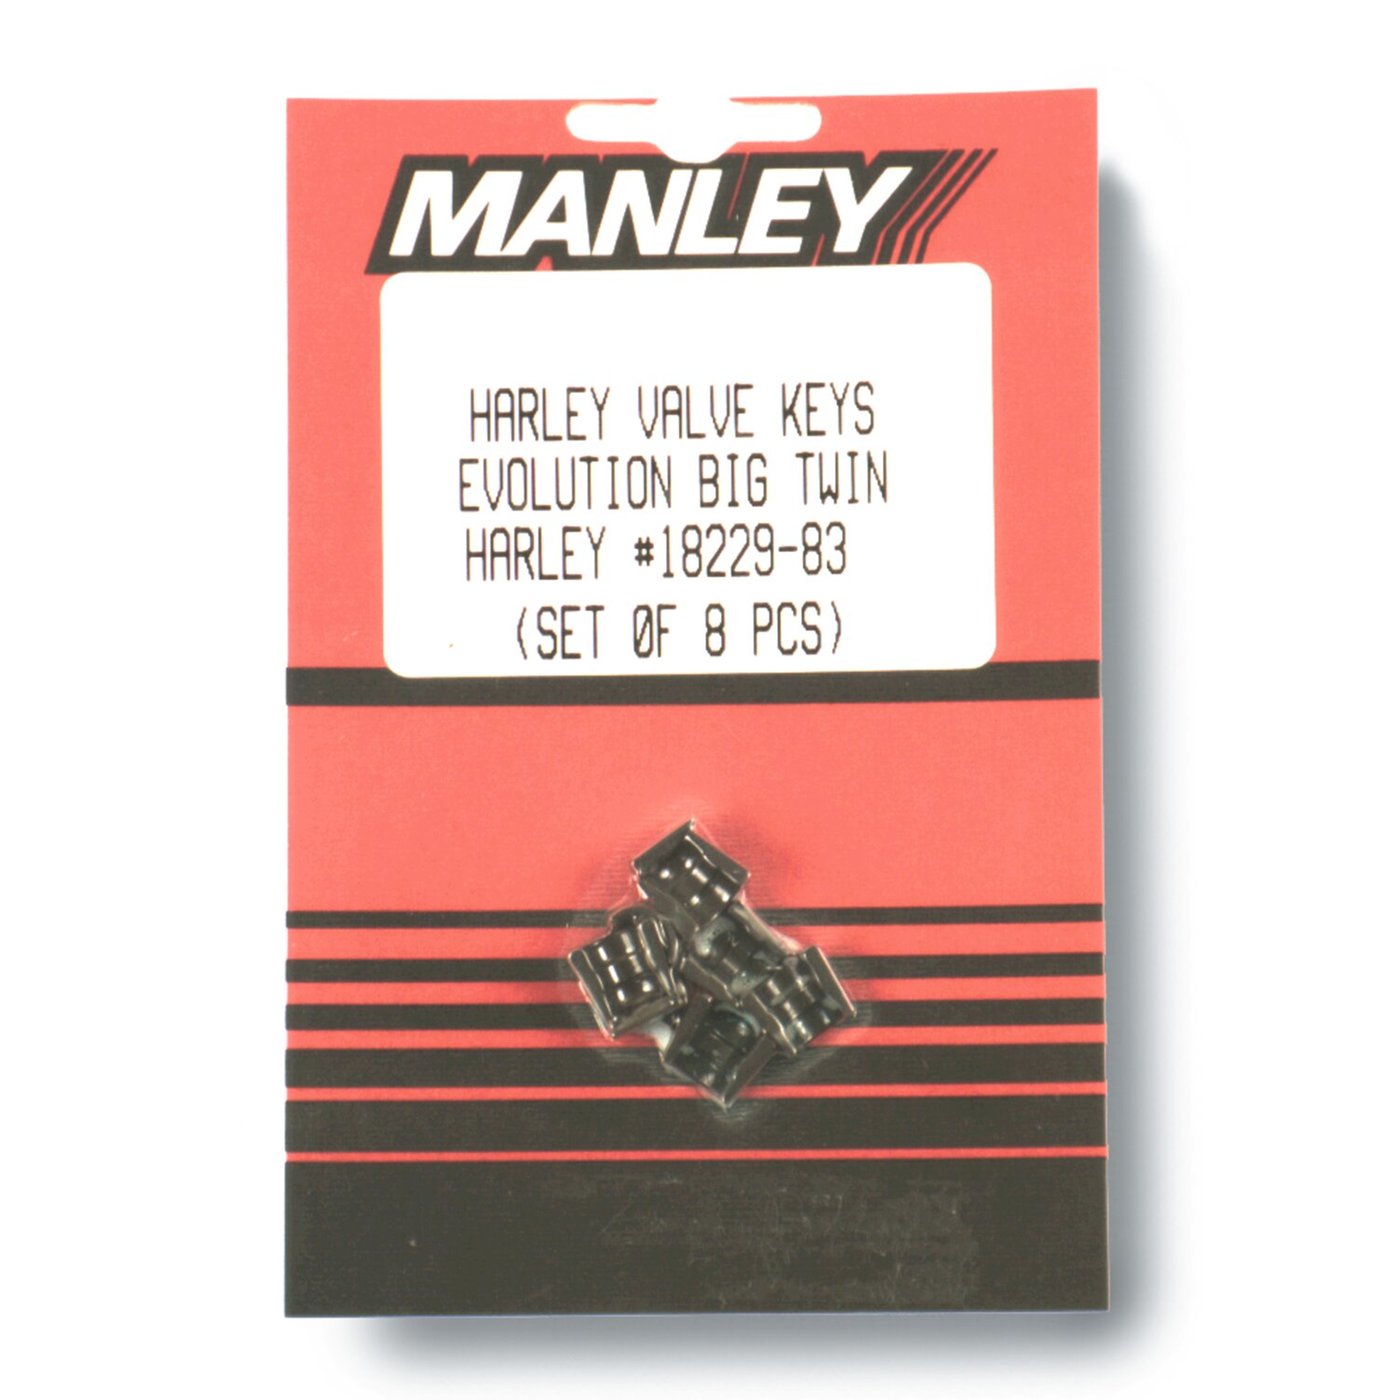 MANLEY
HARLEY VALVE KEYS
EVOLUTION BIG TWIN
HARLEY #18229-83
(SET OF 8 PCS)